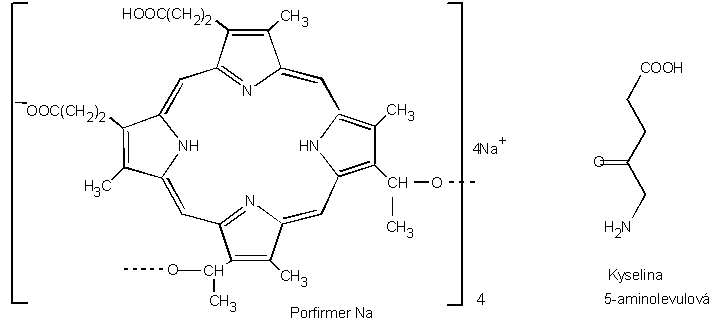 HOOC(CH2)2 CH3
N
−OOC(CH2)2 CH3
NH HN
H3C
N
CH O
CH3
O CH CH3
CH3
4Na+
4
Porfirmer Na
COOH
O
H2N
Kyselina
5-aminolevulová